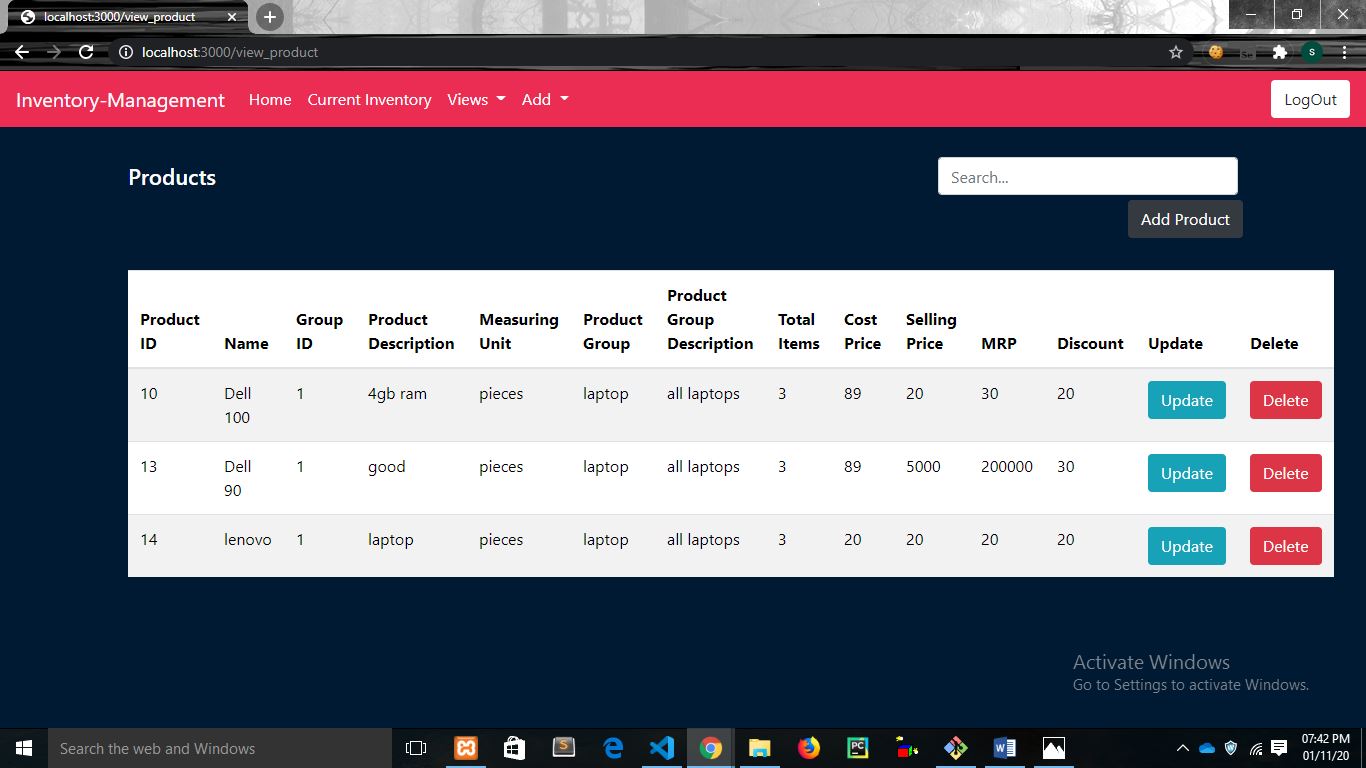 localhost:3000/view_product
localhost:3000/view_product
Inventory-Management Home Current Inventory Views Add LogOut
Products Search...
Add Product
Product ID Name Group ID Product Description Measuring Unit Product Group Product Group Description Total Items Cost Price Selling Price MRP Discount Update Delete
10 Dell 100 1 4gb ram pieces laptop all laptops 3 89 20 30 20 Update Delete
13 Dell 90 1 good pieces laptop all laptops 3 89 5000 200000 30 Update Delete
14 lenovo 1 laptop pieces laptop all laptops 3 20 20 20 20 Update Delete
Activate Windows
Go to Settings to activate Windows.
Search the web and Windows
07:42 PM
01/11/20